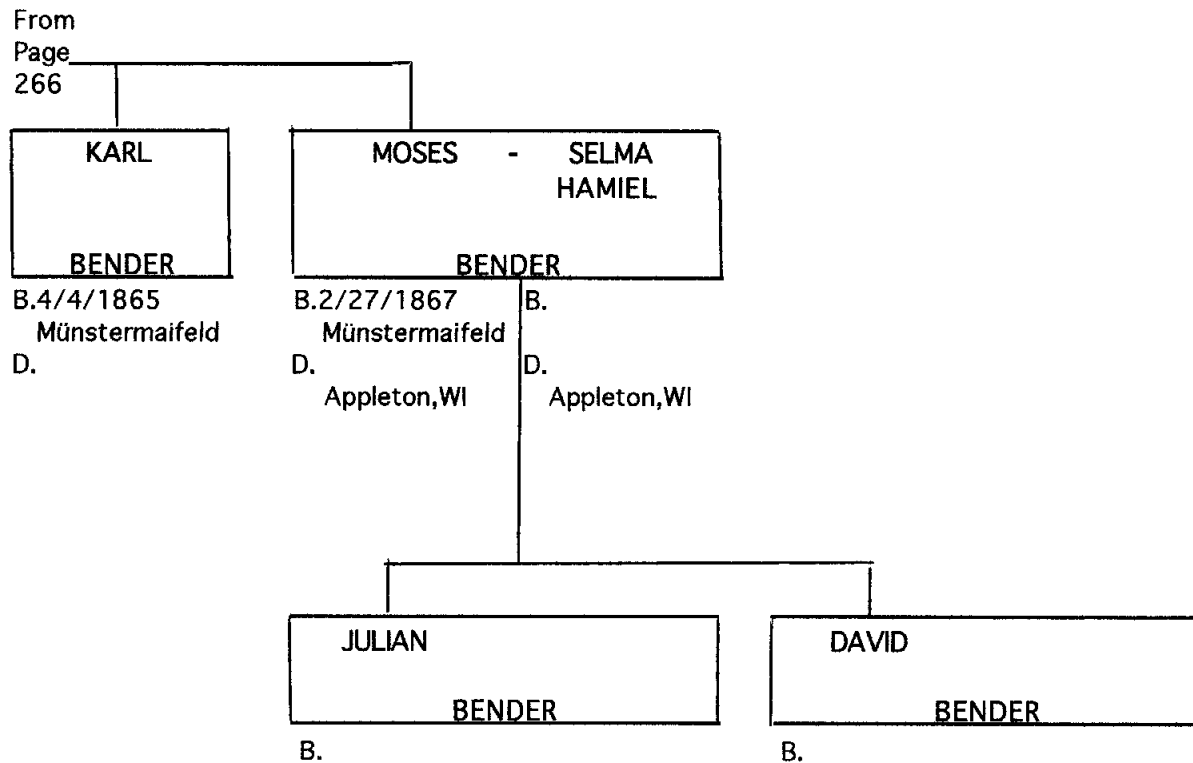 From
Page
266
KARL
BENDER
B.4/4/1865
Münstermaifeld
D.
MOSES - SELMA
HAMIEL
BENDER
B.2/27/1867 B.
Münstermaifeld
D. D.
Appleton,WI Appleton,WI
JULIAN
BENDER
B.
DAVID
BENDER
B.